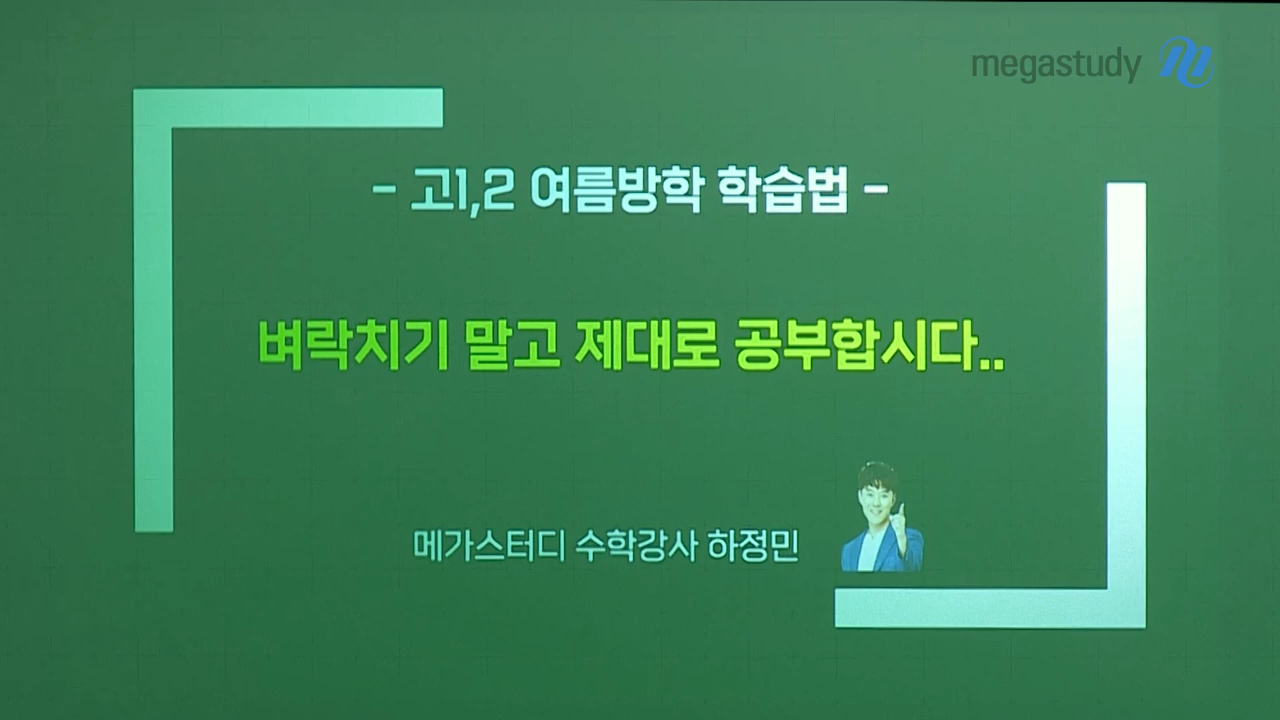 megastudy
- 고1,2 여름방학 학습법 -
벼락치기 말고 제대로 공부합시다..
메가스터디 수학강사 하정민